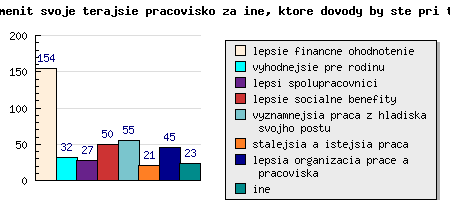 menit svoje terajsie pracovisko za ine, ktore dovody by ste pri t
200
150
100
50
0
154
32
27
50
55
21
45
23
lepsie financne ohodnotenie
vyhodnejsie pre rodinu
lepsi spolupracovnici
lepsie socialne benefity
vyznamnejsia praca z hladiska
svojho postu
stalejsia a istejsia praca
lepsia organizacia prace a
pracoviska
ine